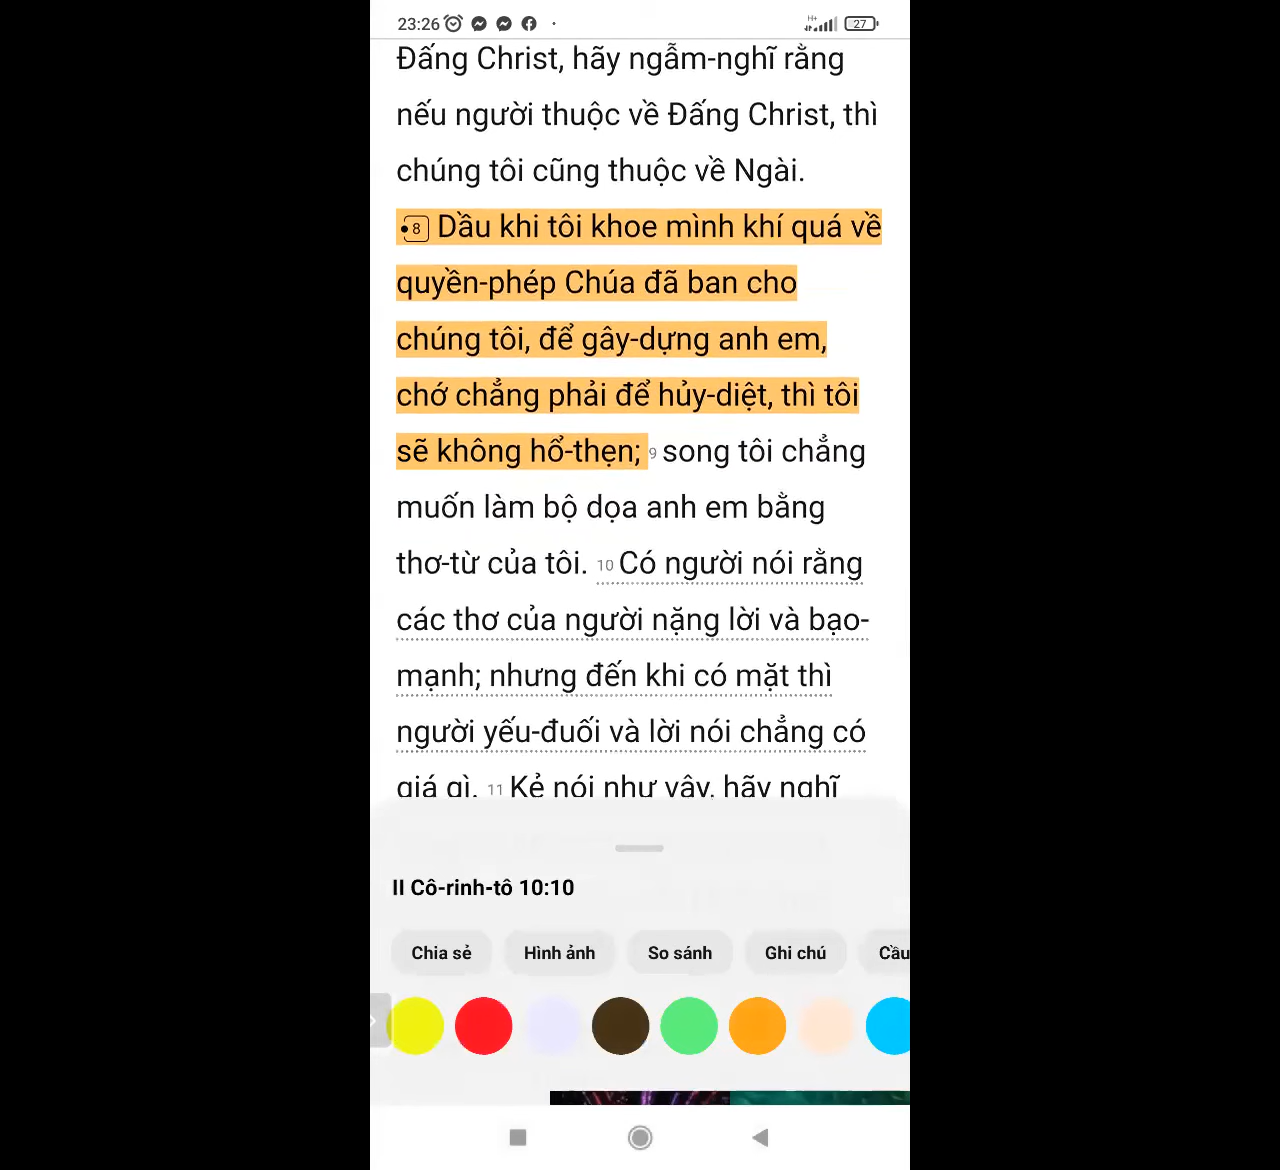 23:26 H+ 27
Đấng Christ, hãy ngẫm-nghĩ rằng
nếu người thuộc về Đấng Christ, thì
chúng tôi cũng thuộc về Ngài.
8 Dầu khi tôi khoe mình khí quá về
quyền-phép Chúa đã ban cho
chúng tôi, để gây-dựng anh em,
chớ chẳng phải để hủy-diệt, thì tôi
sẽ không hổ-thẹn; 9 song tôi chẳng
muốn làm bộ dọa anh em bằng
thơ-từ của tôi. 10 Có người nói rằng
các thơ của người nặng lời và bạo-
mạnh; nhưng đến khi có mặt thì
người yếu-đuối và lời nói chẳng có
giá gì. 11 Kẻ nói như vậy, hãy nghĩ
II Cô-rinh-tô 10:10
Chia sẻ Hình ảnh So sánh Ghi chú Cầu